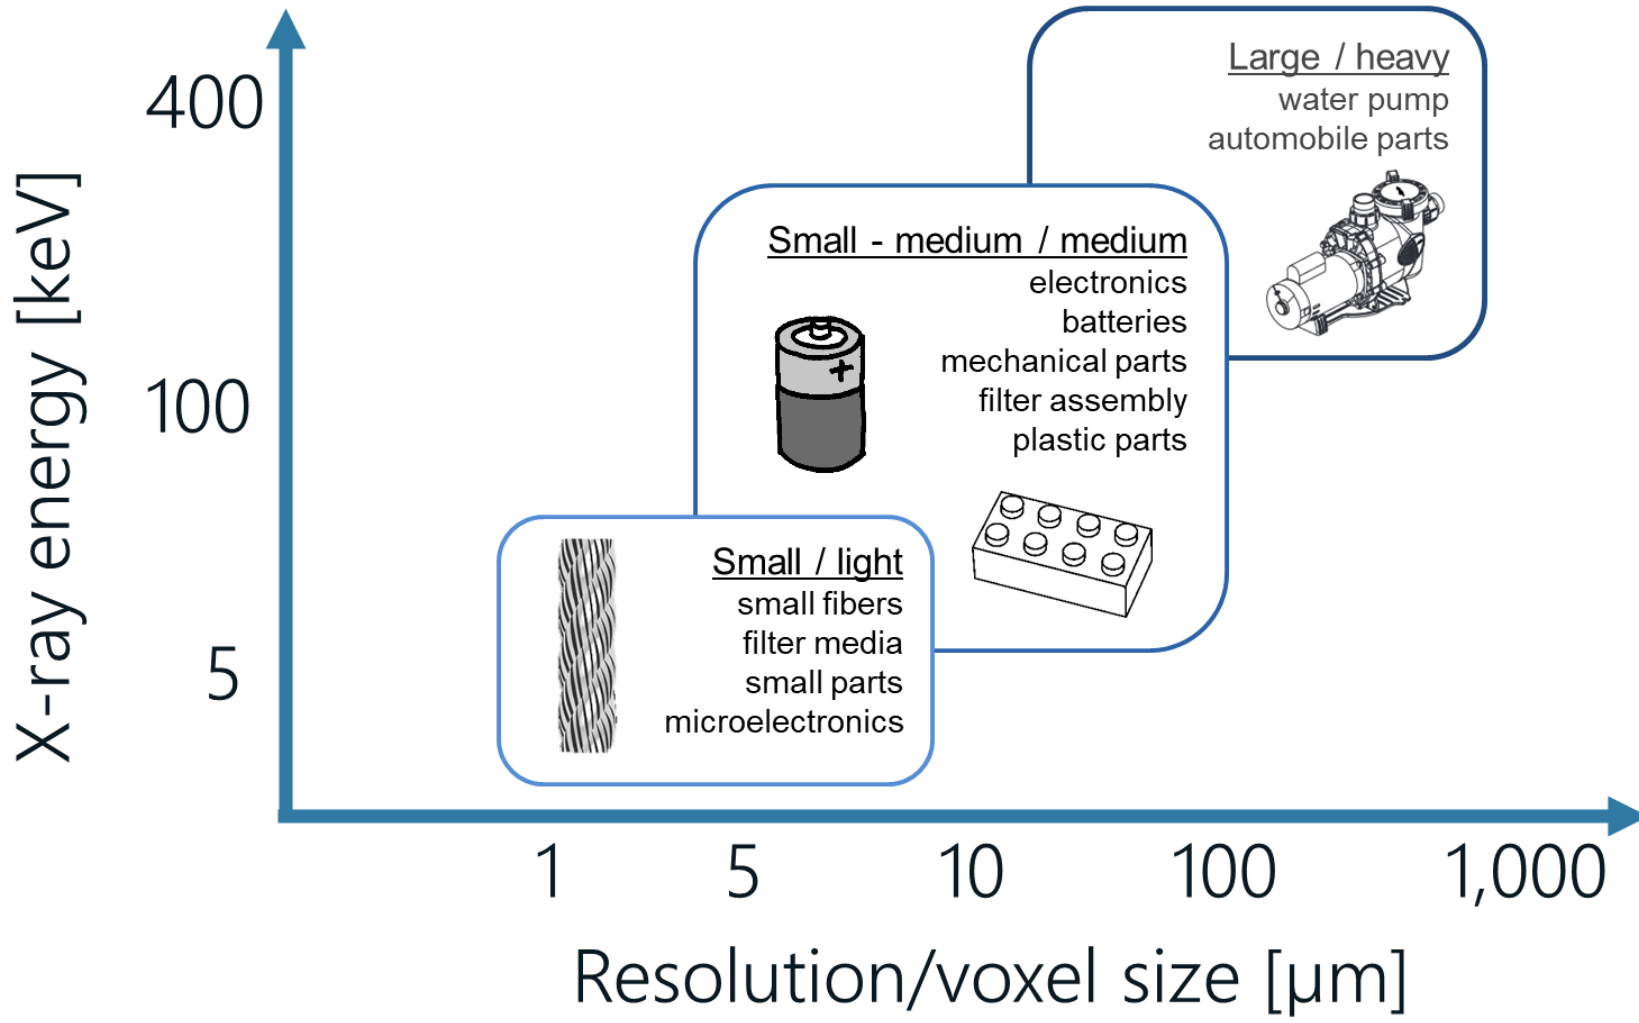 X-ray energy [keV]
400
100
5
Large / heavy
water pump
automobile parts
Small - medium / medium
electronics
batteries
mechanical parts
filter assembly
plastic parts
+
Small / light
small fibers
filter media
small parts
microelectronics
1 5 10 100 1,000
Resolution/voxel size [µm]